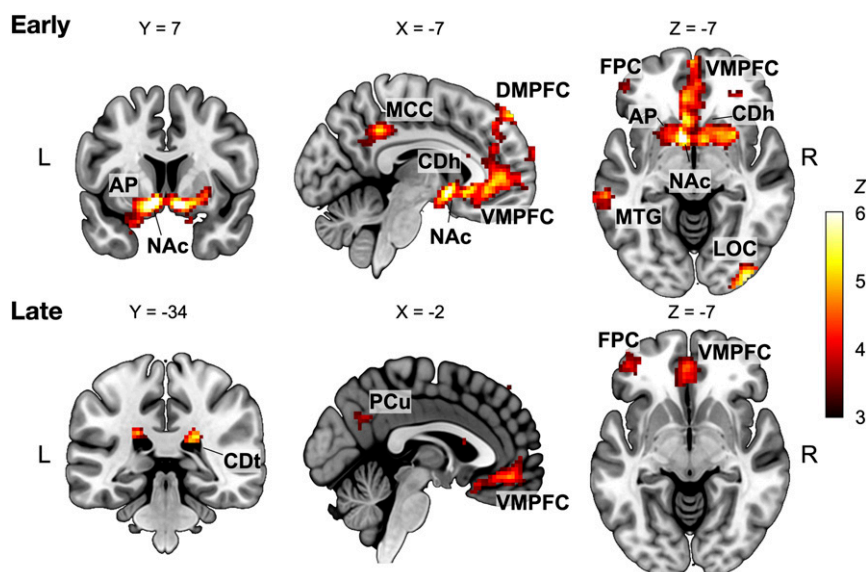 Early
Y = 7
X = -7
Z = -7
L
AP
NAc
MCC
DMPFC
CDh
VMPFC
NAc
FPC
VMPFC
AP
CDh
NAc
MTG
LOC
R
Z
6
5
4
3
Late
Y = -34
X = -2
Z = -7
L
CDt
PCu
VMPFC
FPC
VMPFC
R